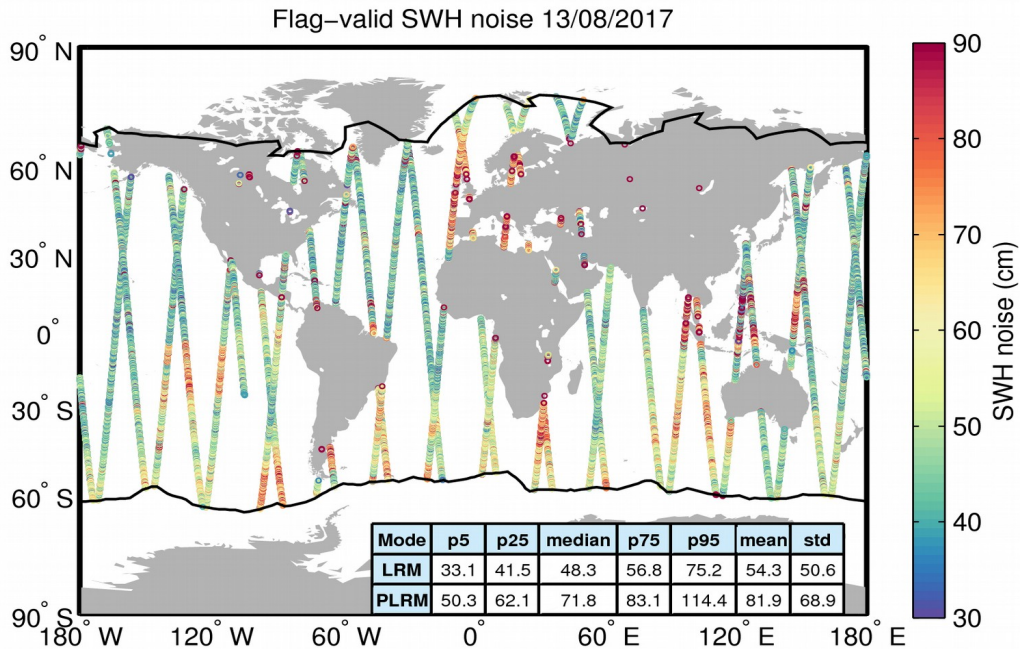 Flag−valid SWH noise 13/08/2017
90° N
60° N
30° N
0°
30° S
60° S
90° S
180° W
120° W
60° W
0°
60° E
120° E
180° E
Mode p5 p25 median p75 p95 mean std
LRM 33.1 41.5 48.3 56.8 75.2 54.3 50.6
PLRM 50.3 62.1 71.8 83.1 114.4 81.9 68.9
90
80
70
60
50
40
30
SWH noise (cm)